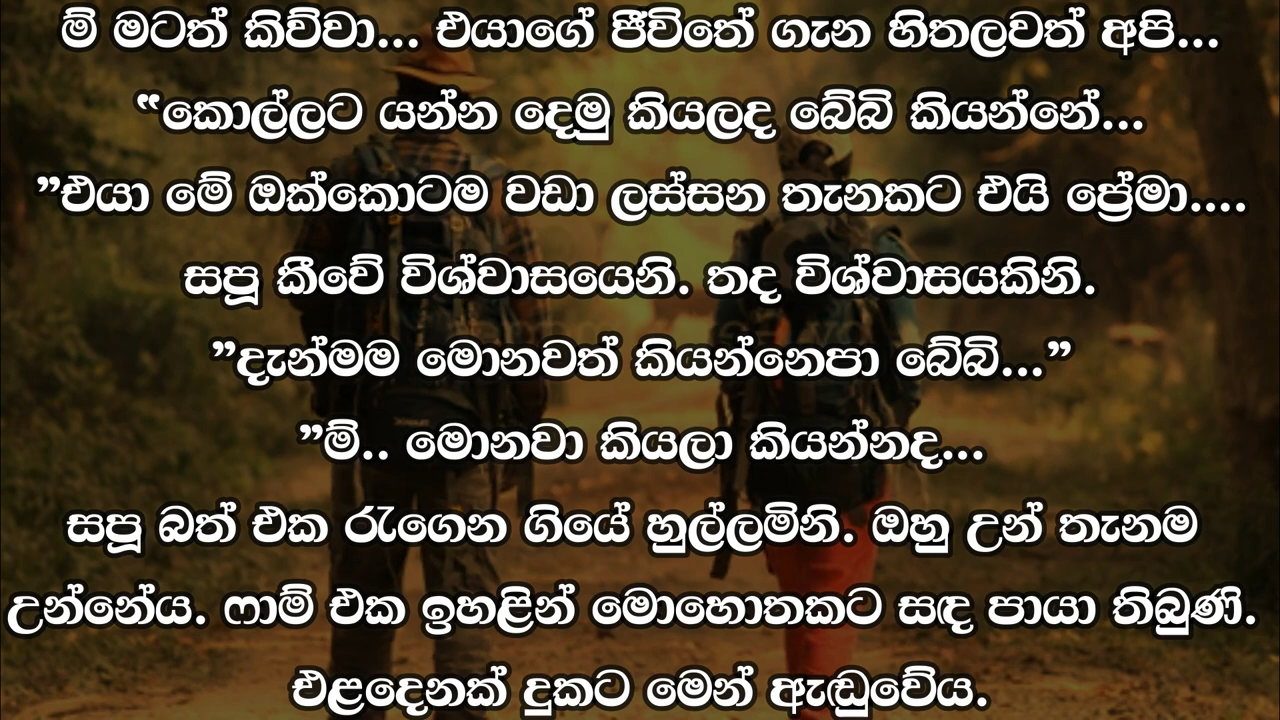 ම් මටත් කිව්වා... එයාගේ ජීවිතේ ගැන හිතලවත් අපි...
“කොල්ලට යන්න දෙමු කියලද බේබි කියන්නේ...
”එයා මේ ඔක්කොටම වඩා ලස්සන තැනකට එයි ප්‍රේමා....
සපූ කීවේ විශ්වාසයෙනි. තද විශ්වාසයකිනි.
”දැන්මම මොනවත් කියන්නෙපා බේබි...”
”ම්.. මොනවා කියලා කියන්නද...
සපූ බත් එක රැගෙන ගියේ හුල්ලමිනි. ඔහු උන් තැනම
උන්නේය. ෆාම් එක ඉහළින් මොහොතකට සඳ පායා තිබුණි.
එළදෙනක් දුකට මෙන් ඇඬුවේය.